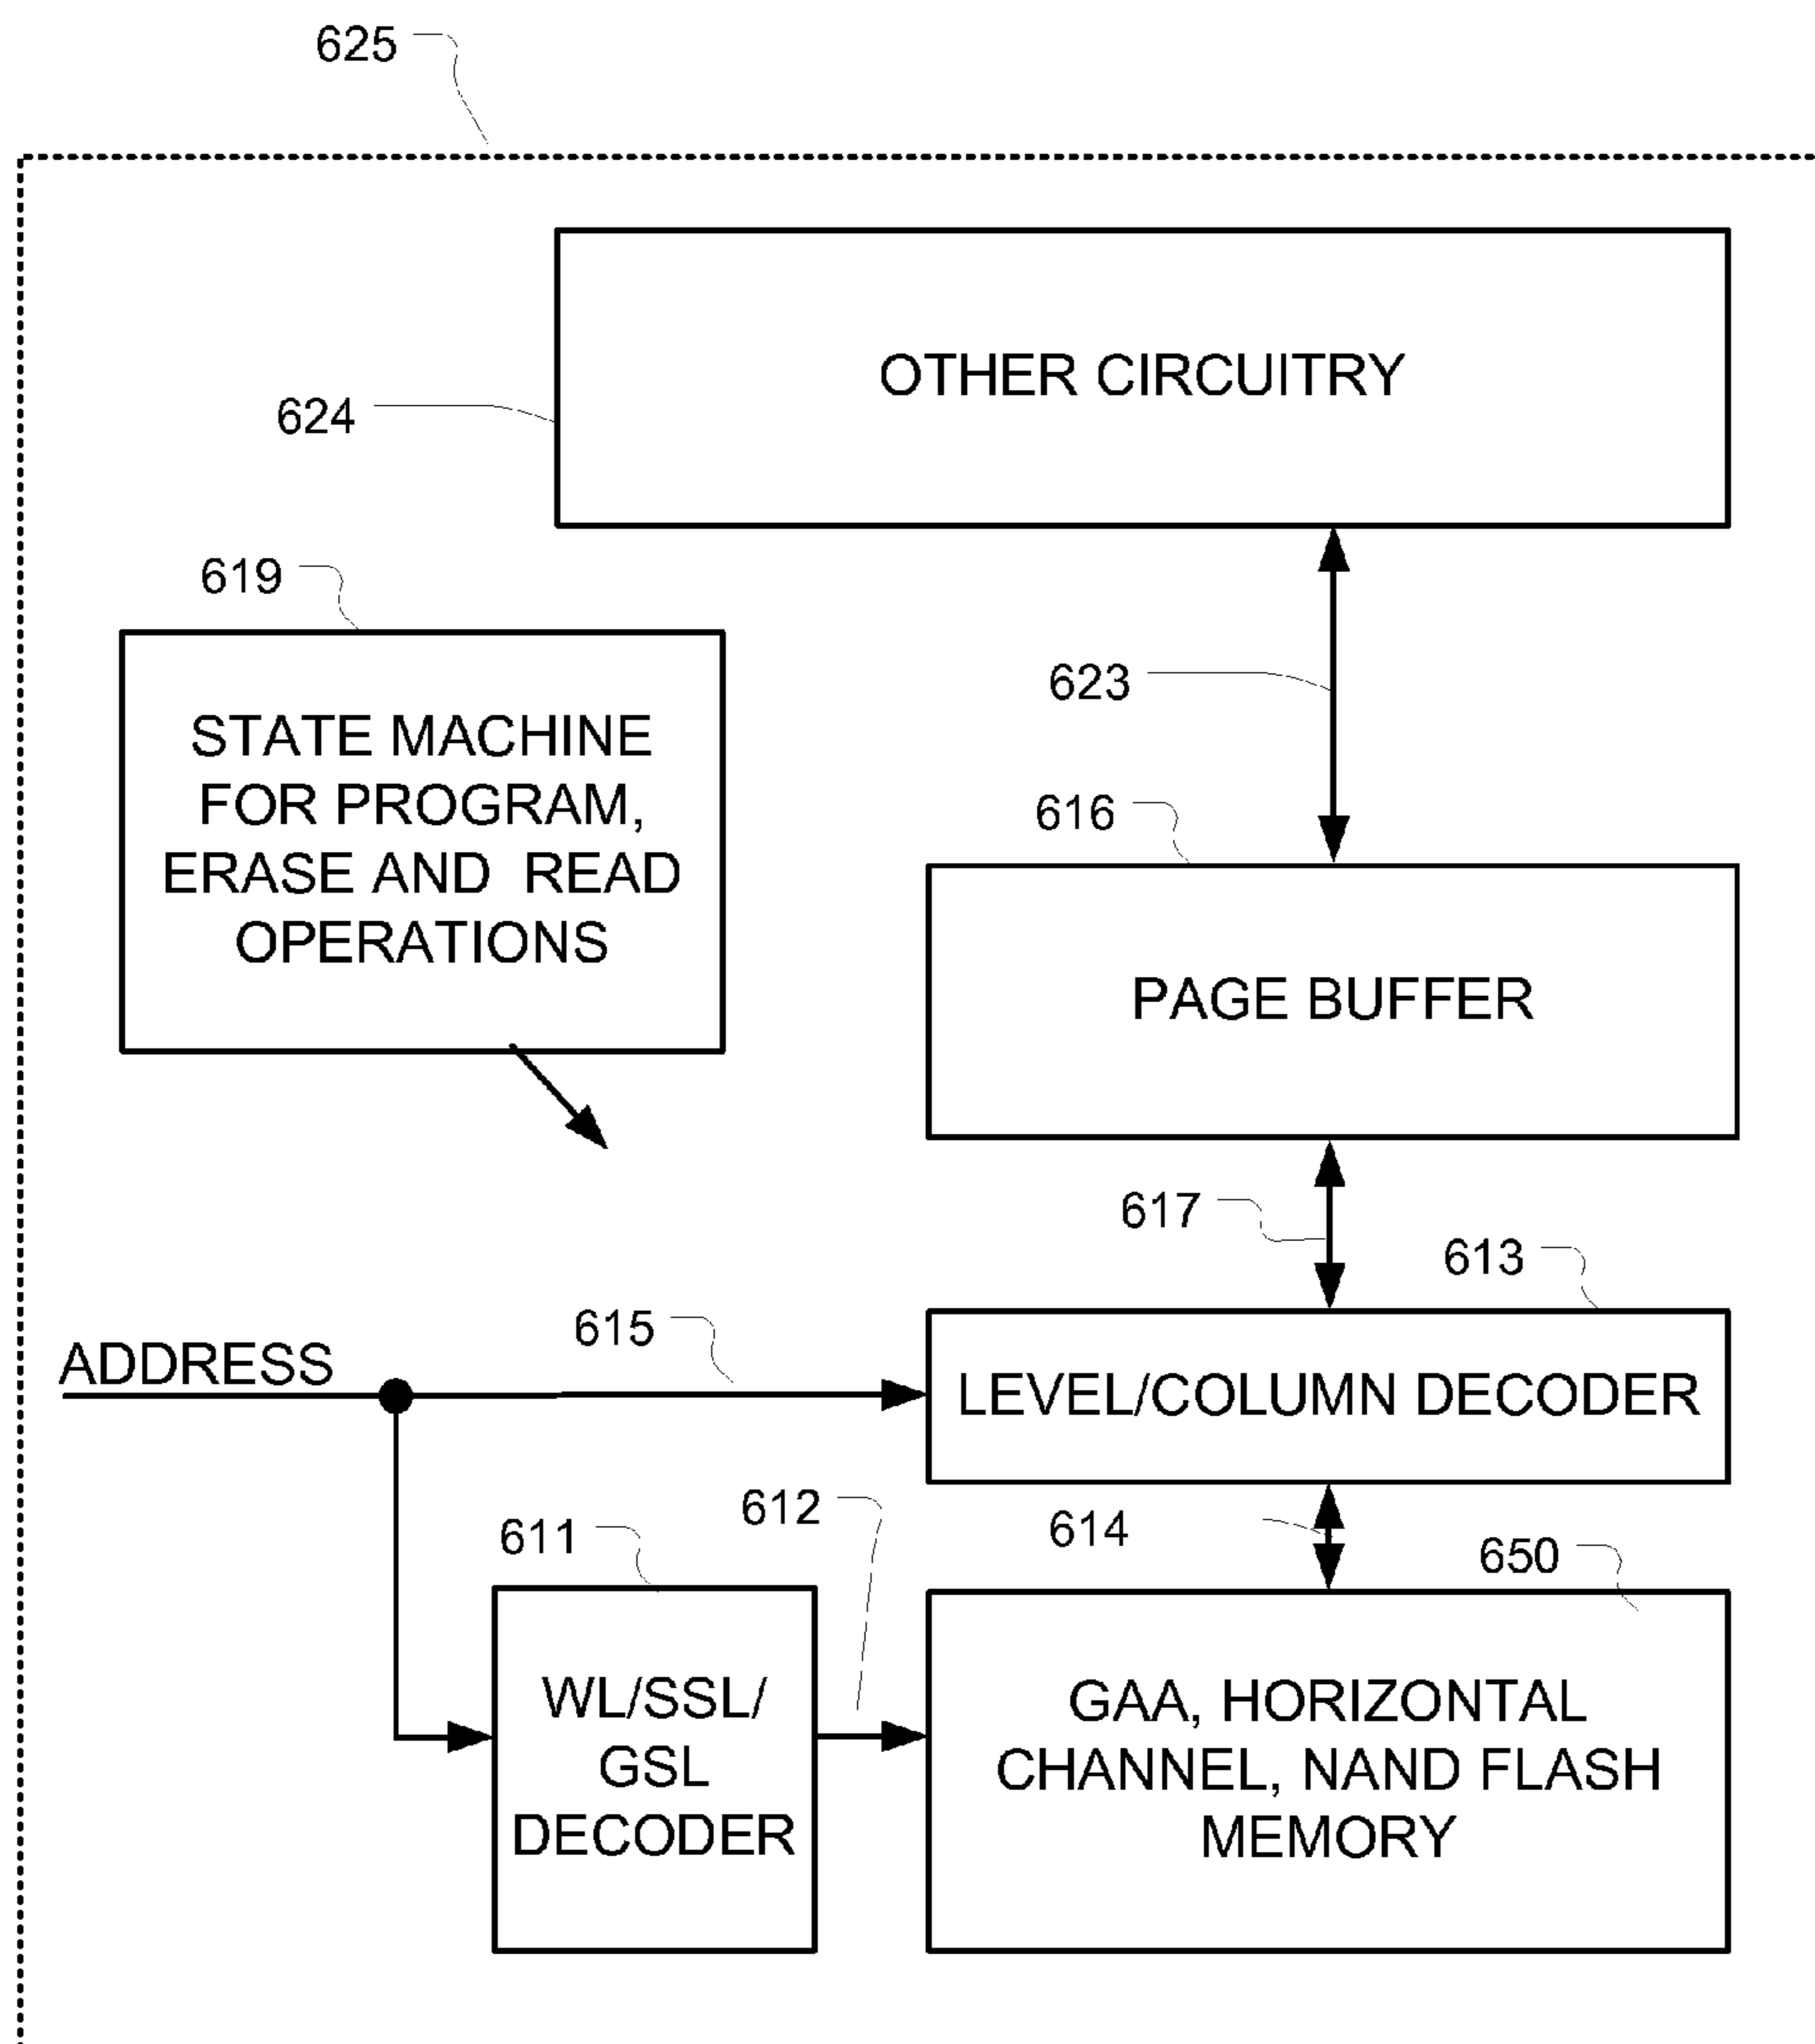 625
OTHER CIRCUITRY
624
619
STATE MACHINE
FOR PROGRAM,
ERASE AND READ
OPERATIONS
623
616
PAGE BUFFER
617
613
615
ADDRESS
LEVEL/COLUMN DECODER
612
614
611
650
WL/SSL/
GSL
DECODER
GAA, HORIZONTAL
CHANNEL, NAND FLASH
MEMORY